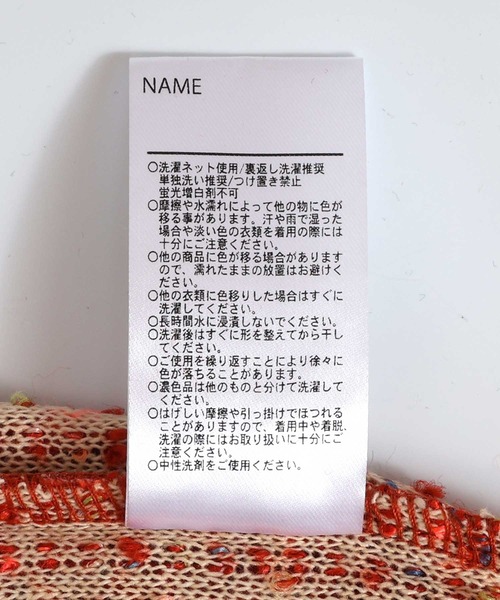 NAME
○洗濯ネット使用/裏返し洗濯推奨
単独洗い推奨/つけ置き禁止
蛍光増白剤不可
○摩擦や水濡れによって他の物に色が
移る事があります。汗や雨で湿った
場合や淡い色の衣類を着用の際には
十分にご注意ください。
○他の商品に色が移る場合があります
ので、濡れたままの放置はお避けく
ださい。
○他の衣類に色移りした場合はすぐに
洗濯してください。
○長時間水に浸漬しないでください。
○洗濯後はすぐに形を整えてから干し
てください。
○ご使用を繰り返すことにより徐々に
色が落ちることがあります。
○濃色品は他のものと分けて洗濯して
ください。
○はげしい摩擦や引っ掛けでほつれる
ことがありますので、着用中や着脱、
洗濯の際にはお取り扱いに十分にご
注意ください。
○中性洗剤をご使用ください。